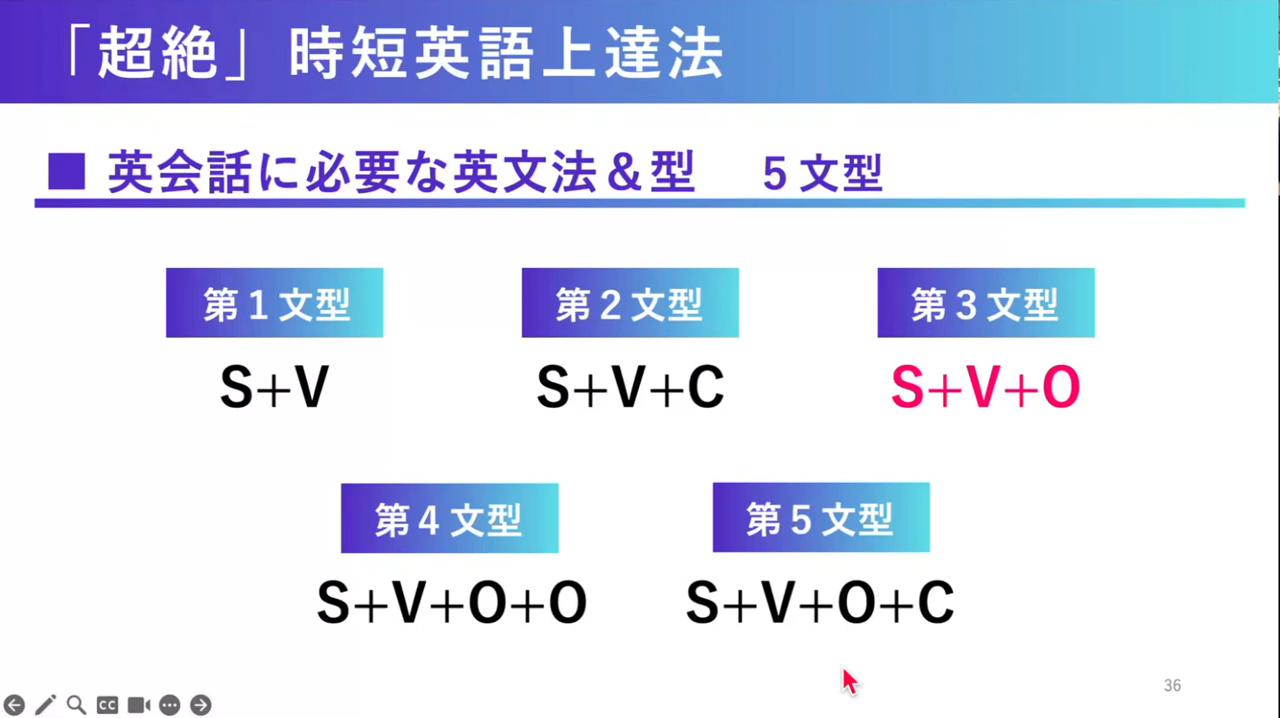 「超絶」時短英語上達法
■ 英会話に必要な英文法＆型　5文型
第1文型
第2文型
第3文型
S+V
S+V+C
S+V+O
第4文型
第5文型
S+V+O+O
S+V+O+C
36
CC